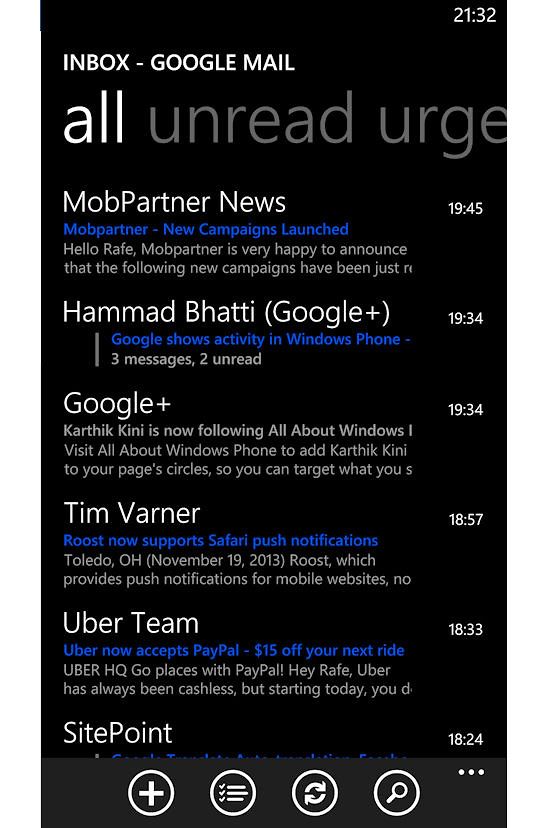 21:32
INBOX - GOOGLE MAIL
all unread urge
MobPartner News 19:45
Mobpartner - New Campaigns Launched
Hello Rafe, Mobpartner is very happy to announce
that the following new campaigns have been just re
Hammad Bhatti (Google+) 19:34
Google shows activity in Windows Phone -
3 messages, 2 unread
Google+ 19:34
Karthik Kini is now following All About Windows
Visit All About Windows Phone to add Karthik Kini
to your page's circles, so you can target what you s
Tim Varner 18:57
Roost now supports Safari push notifications
Toledo, OH (November 19, 2013) Roost, which
provides push notifications for mobile websites, no
Uber Team 18:33
Uber now accepts PayPal - $15 off your next ride
UBER HQ Go places with PayPal! Hey Rafe, Uber
has always been cashless, but starting today, you d
SitePoint 18:24